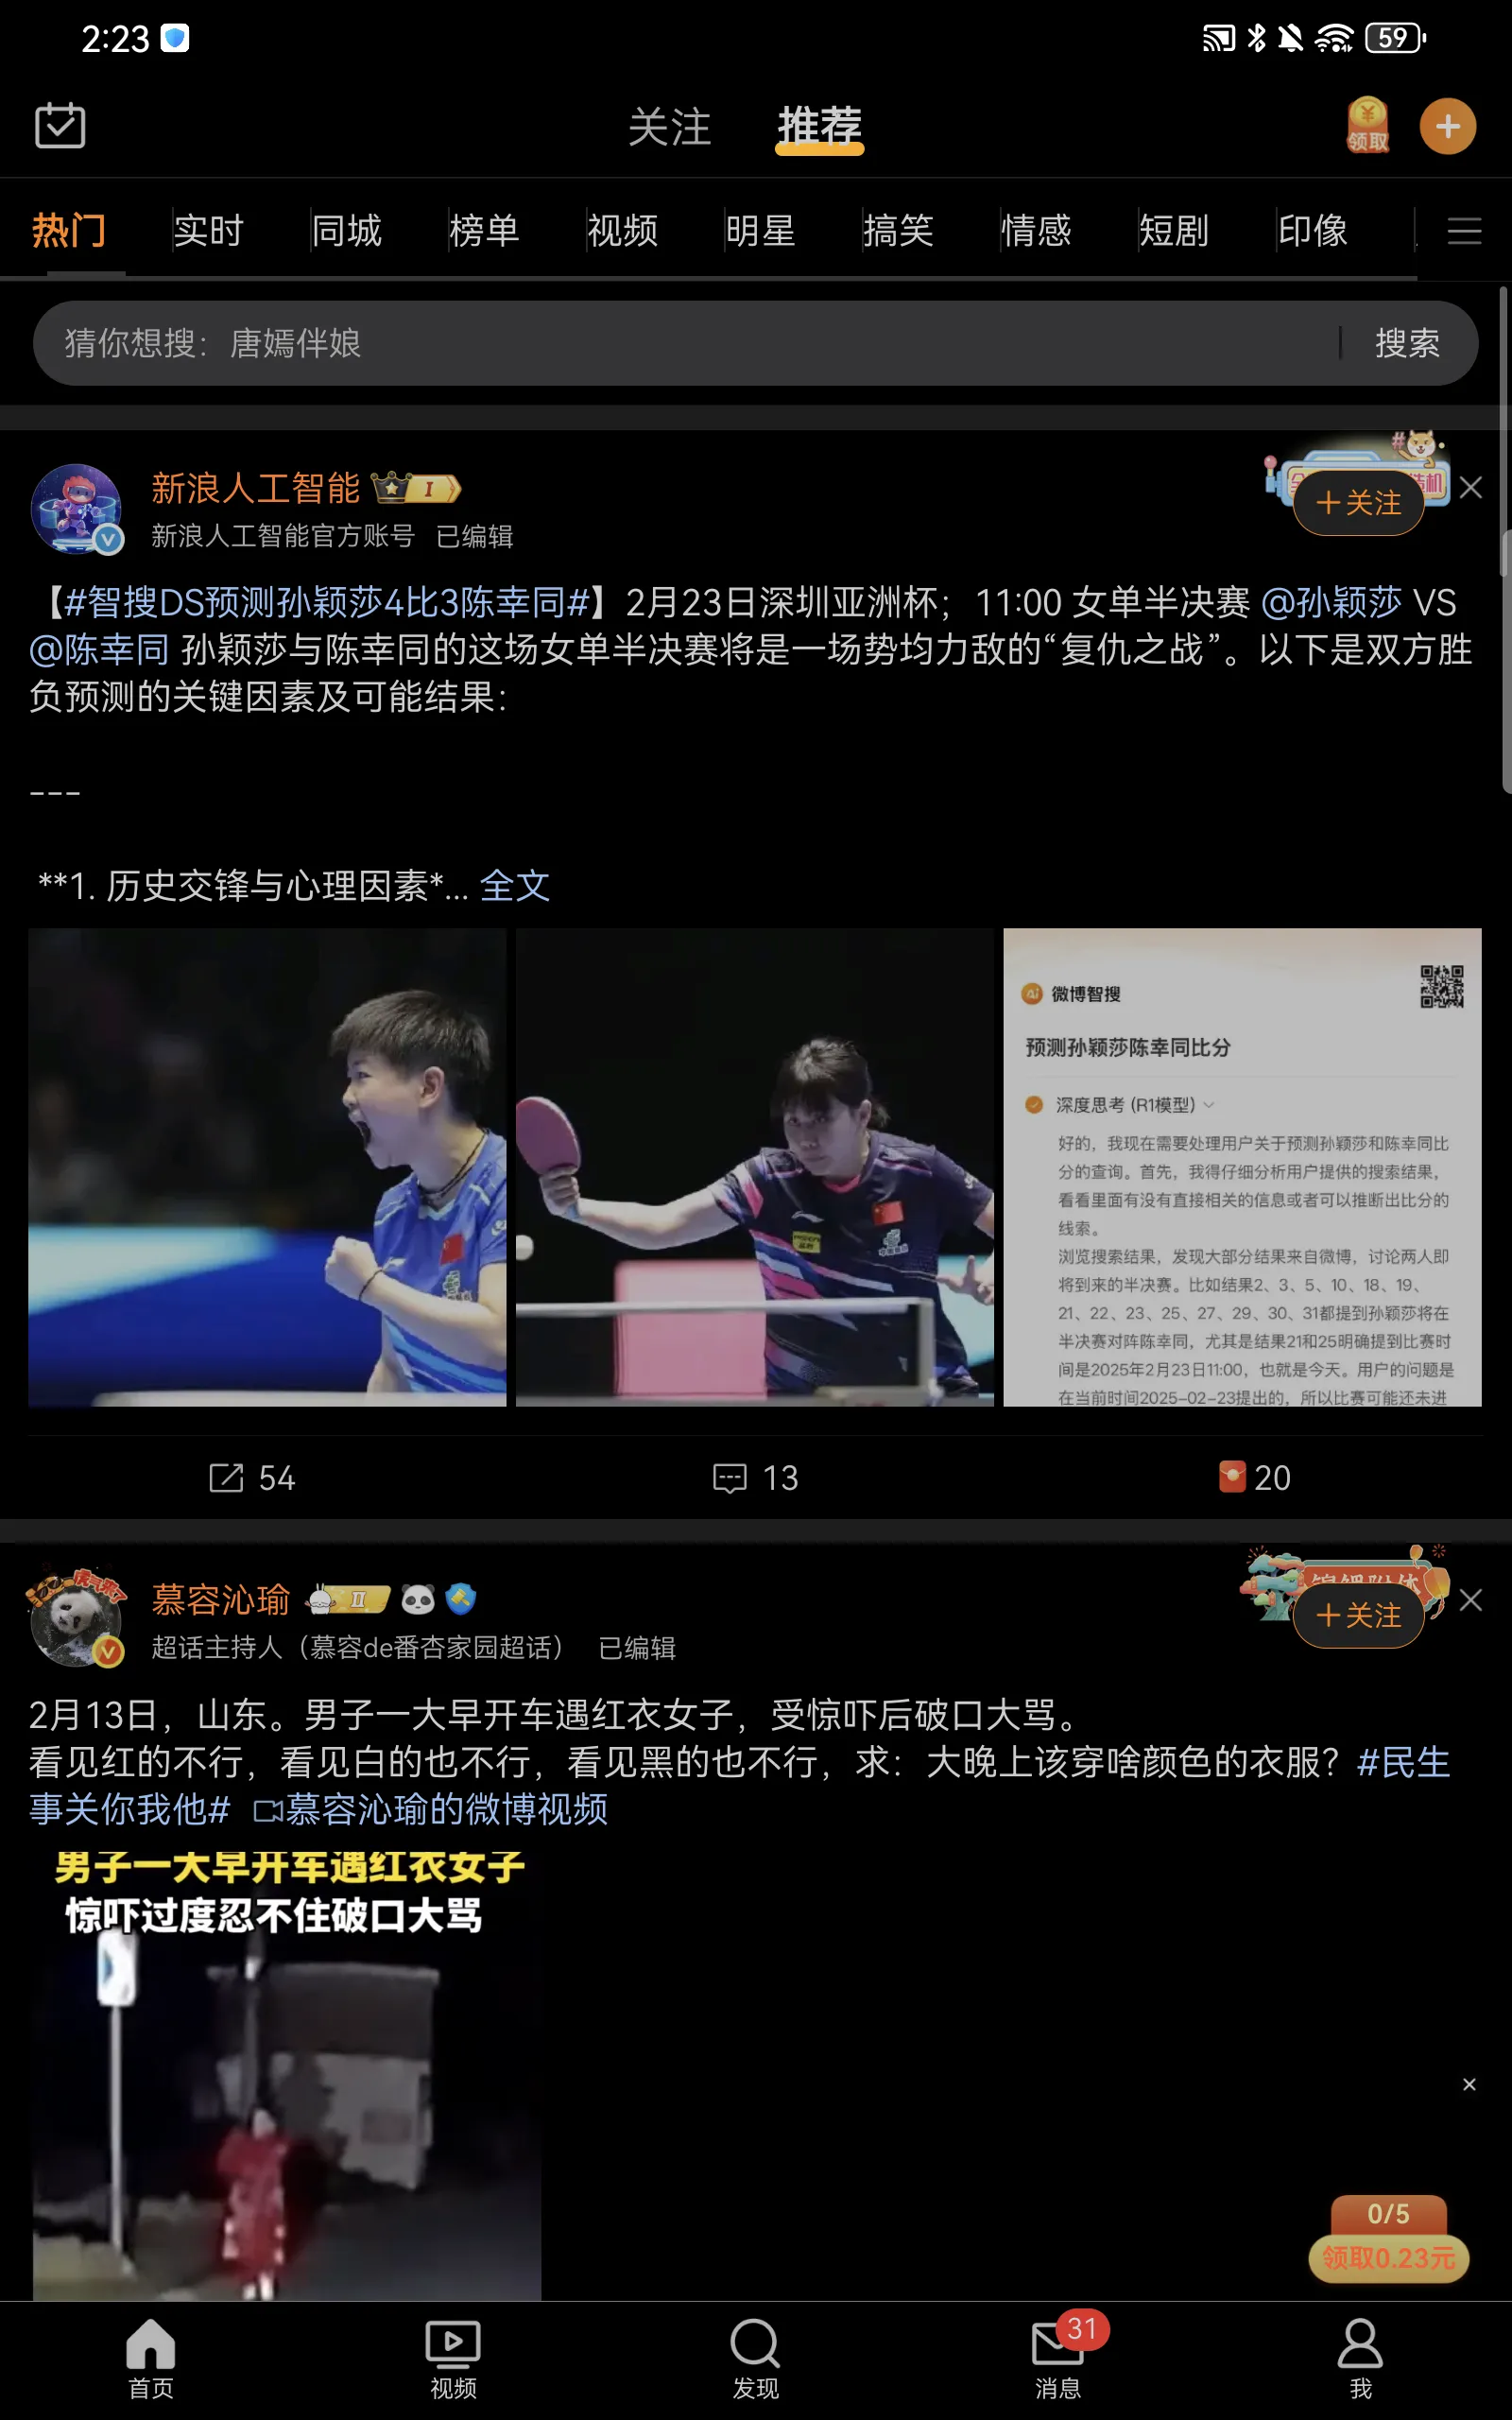 2:23
59
关注 推荐
领取
热门 实时 同城 榜单 视频 明星 搞笑 情感 短剧 印像
猜你想搜：唐嫣伴娘
搜索
新浪人工智能 I
新浪人工智能官方账号 已编辑
＋关注
【#智搜DS预测孙颖莎4比3陈幸同#】2月23日深圳亚洲杯；11:00 女单半决赛 @孙颖莎 VS
@陈幸同 孙颖莎与陈幸同的这场女单半决赛将是一场势均力敌的“复仇之战”。以下是双方胜
负预测的关键因素及可能结果：
---
**1. 历史交锋与心理因素*... 全文
微博智搜
预测孙颖莎陈幸同比分
深度思考 (R1模型)
好的，我现在需要处理用户关于预测孙颖莎和陈幸同比
分的查询。首先，我得仔细分析用户提供的搜索结果，
看看里面有没有直接相关的信息或者可以推断出比分的
线索。
浏览搜索结果，发现大部分结果来自微博，讨论两人即
将到来的半决赛。比如结果2、3、5、10、18、19、
21、22、23、25、27、29、30、31都提到孙颖莎将在
半决赛对阵陈幸同，尤其是结果21和25明确提到比赛时
间是2025年2月23日11:00，也就是今天。用户的问题是
在当前时间2025-02-23提出的，所以比赛可能还未进
54
13
20
慕容沁瑜 II
超话主持人（慕容de番杏家园超话） 已编辑
＋关注
2月13日，山东。男子一大早开车遇红衣女子，受惊吓后破口大骂。
看见红的不行，看见白的也不行，看见黑的也不行，求：大晚上该穿啥颜色的衣服？#民生
事关你我他# 慕容沁瑜的微博视频
男子一大早开车遇红衣女子
惊吓过度忍不住破口大骂
0/5
领取0.23元
首页 视频 发现 消息 我
31